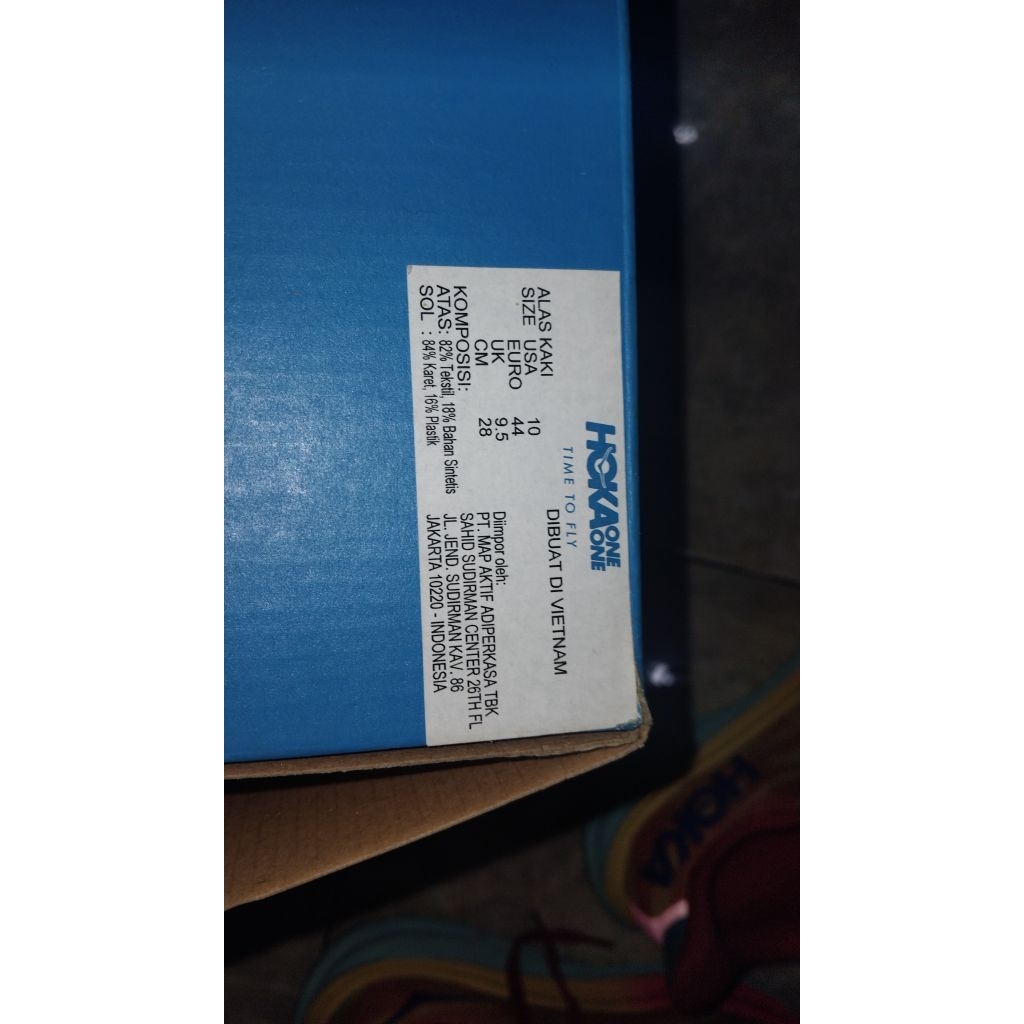 HOKA ONE ONE
TIME TO FLY
ALAS KAKI DIBUAT DI VIETNAM
SIZE USA 10
EURO 44
UK 9.5
CM 28
KOMPOSISI:
ATAS: 82% Tekstil, 18% Bahan Sintetis
SOL : 84% Karet, 16% Plastik
Diimpor oleh:
PT. MAP AKTIF ADIPERKASA TBK
SAHID SUDIRMAN CENTER 26TH FL
JL. JEND. SUDIRMAN KAV. 86
JAKARTA 10220 - INDONESIA
HOKA